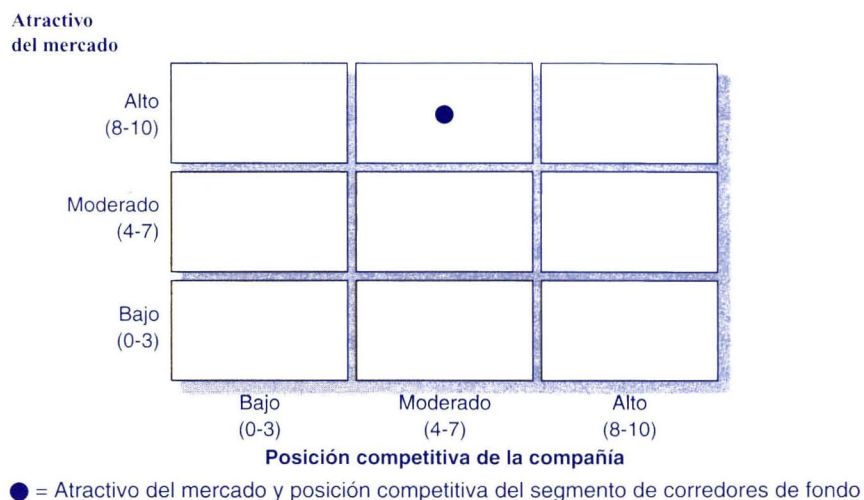 Atractivo
del mercado
Alto
(8-10)
Moderado
(4-7)
Bajo
(0-3)
Bajo
(0-3)
Moderado
(4-7)
Alto
(8-10)
Posición competitiva de la compañía
= Atractivo del mercado y posición competitiva del segmento de corredores de fondo